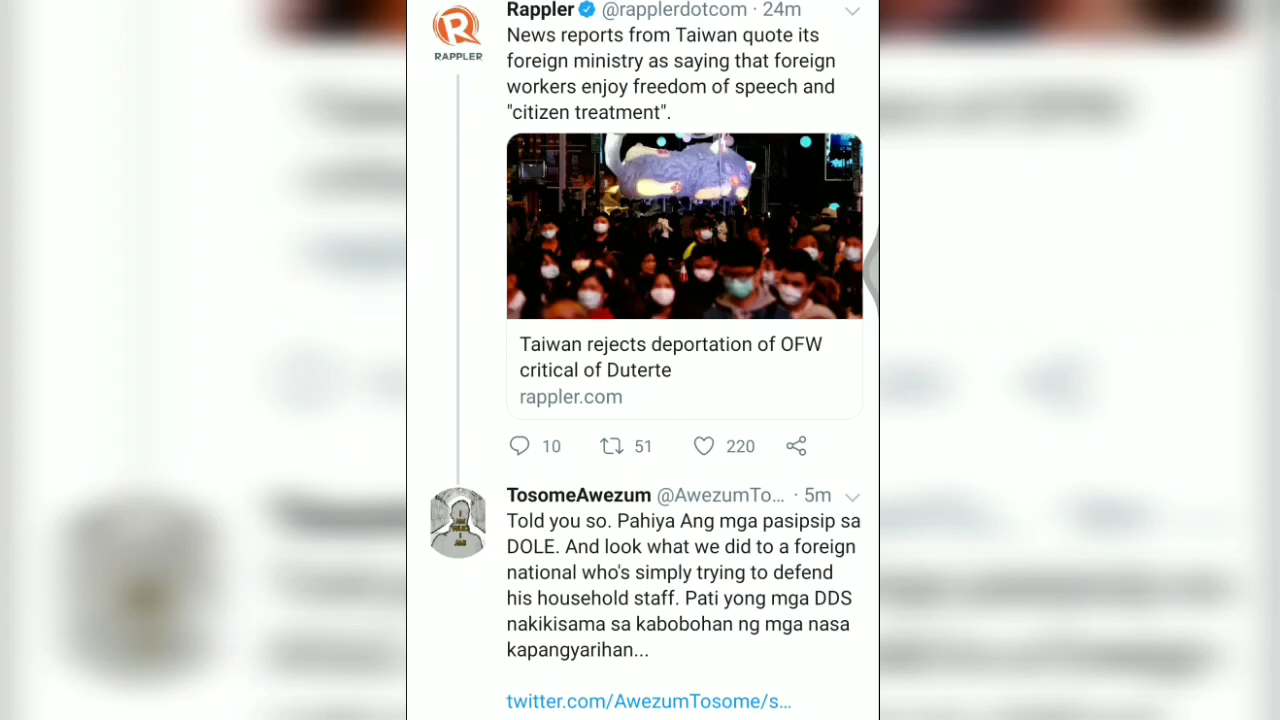 Rappler @rapplerdotcom · 24m
RAPPLER
News reports from Taiwan quote its
foreign ministry as saying that foreign
workers enjoy freedom of speech and
"citizen treatment".
Taiwan rejects deportation of OFW
critical of Duterte
rappler.com
10 51 220
TosomeAwezum @AwezumTo... · 5m
Told you so. Pahiya Ang mga pasipsip sa
DOLE. And look what we did to a foreign
national who's simply trying to defend
his household staff. Pati yong mga DDS
nakikisama sa kabobohan ng mga nasa
kapangyarihan...
twitter.com/AwezumTosome/s...